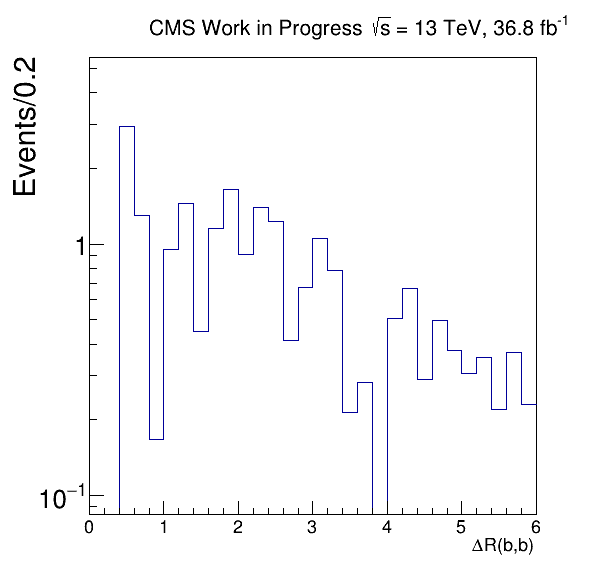 CMS Work in Progress √s = 13 TeV, 36.8 fb⁻¹
Events/0.2
1
10⁻¹
0 1 2 3 4 5 6
ΔR(b,b)